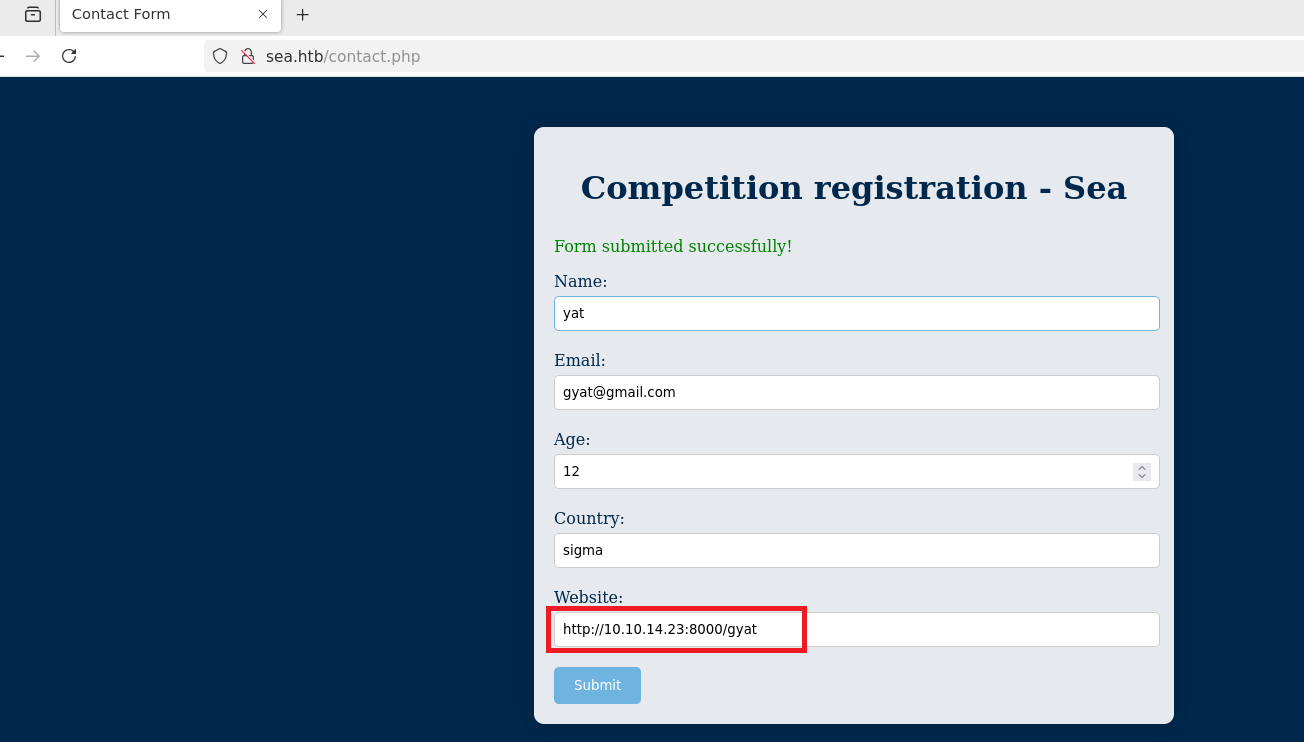 Contact Form
sea.htb/contact.php
Competition registration - Sea
Form submitted successfully!
Name:
yat
Email:
gyat@gmail.com
Age:
12
Country:
sigma
Website:
http://10.10.14.23:8000/gyat
Submit